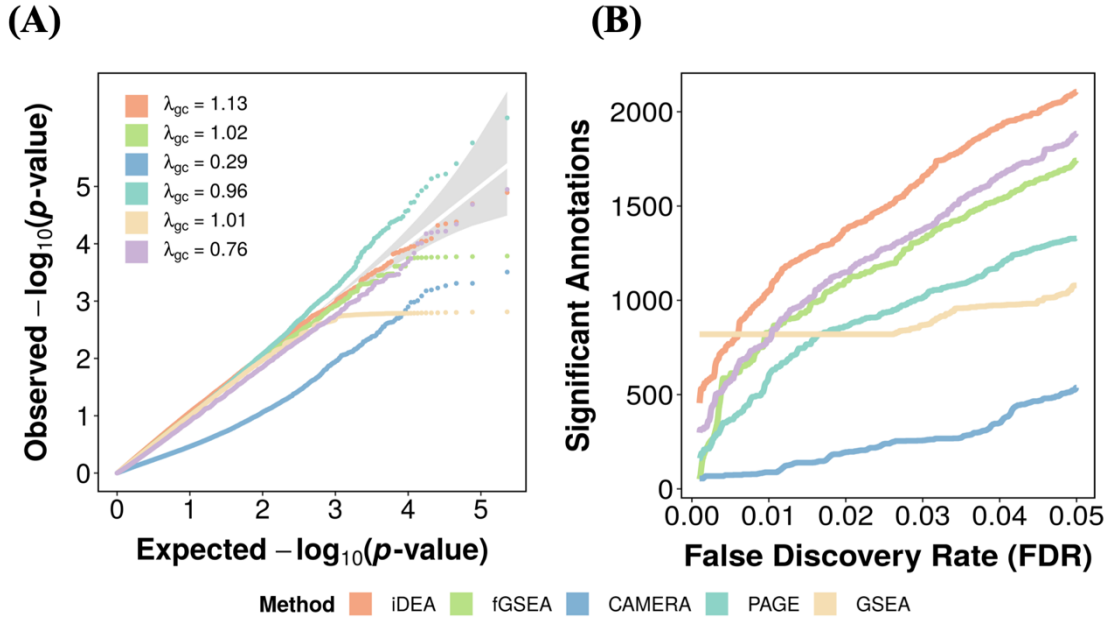 (A)
(B)
λgc = 1.13
λgc = 1.02
λgc = 0.29
λgc = 0.96
λgc = 1.01
λgc = 0.76
Observed −log10(p-value)
5
4
3
2
1
0
0 1 2 3 4 5
Expected −log10(p-value)
Significant Annotations
2000
1500
1000
500
0
0.00 0.01 0.02 0.03 0.04 0.05
False Discovery Rate (FDR)
Method iDEA fGSEA CAMERA PAGE GSEA